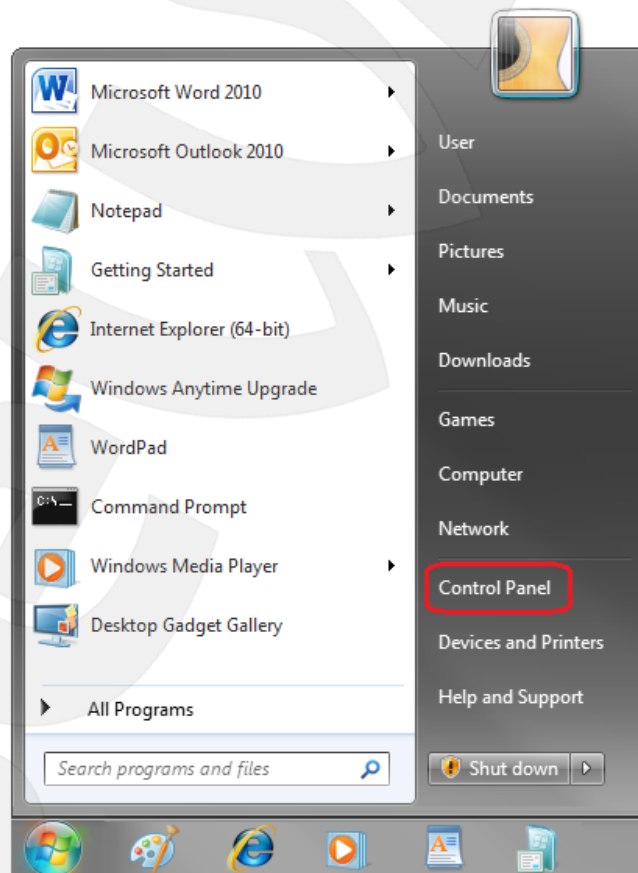 Microsoft Word 2010
Microsoft Outlook 2010
Notepad
Getting Started
Internet Explorer (64-bit)
Windows Anytime Upgrade
WordPad
C:\_
Command Prompt
Windows Media Player
Desktop Gadget Gallery
All Programs
Search programs and files
User
Documents
Pictures
Music
Downloads
Games
Computer
Network
Control Panel
Devices and Printers
Help and Support
Shut down